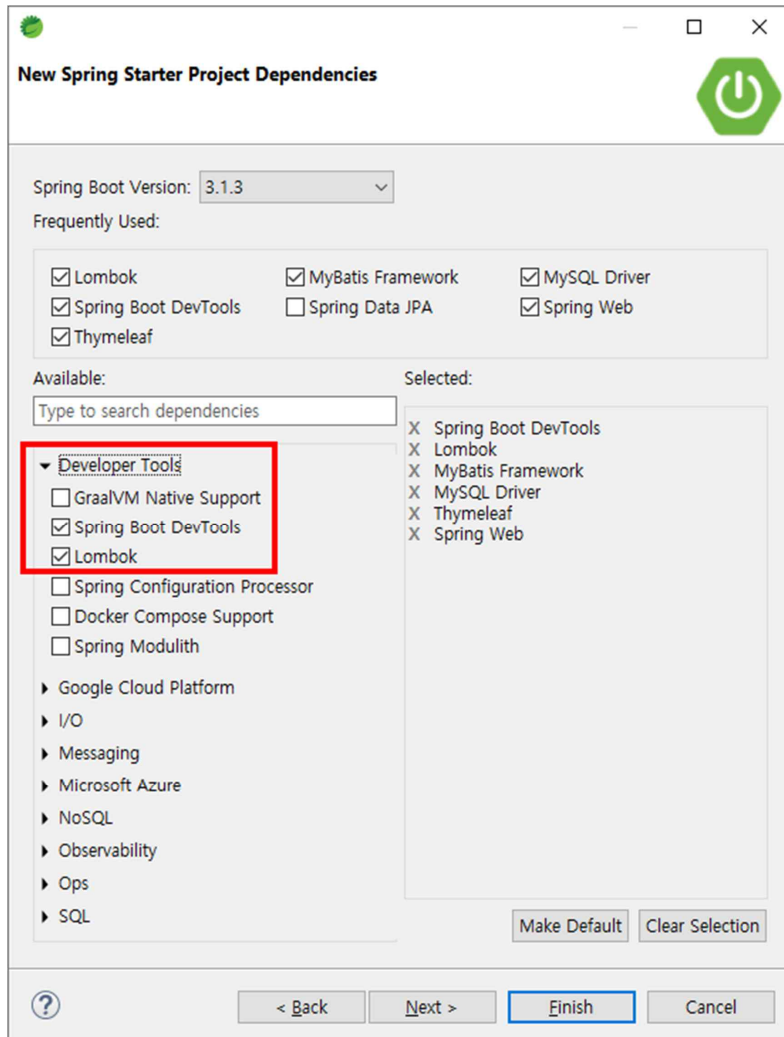 New Spring Starter Project Dependencies
Spring Boot Version: 3.1.3
Frequently Used:
Lombok MyBatis Framework MySQL Driver
Spring Boot DevTools Spring Data JPA Spring Web
Thymeleaf
Available:
Type to search dependencies
Developer Tools
GraalVM Native Support
Spring Boot DevTools
Lombok
Spring Configuration Processor
Docker Compose Support
Spring Modulith
Google Cloud Platform
I/O
Messaging
Microsoft Azure
NoSQL
Observability
Ops
SQL
Selected:
X Spring Boot DevTools
X Lombok
X MyBatis Framework
X MySQL Driver
X Thymeleaf
X Spring Web
Make Default Clear Selection
? < Back Next > Finish Cancel